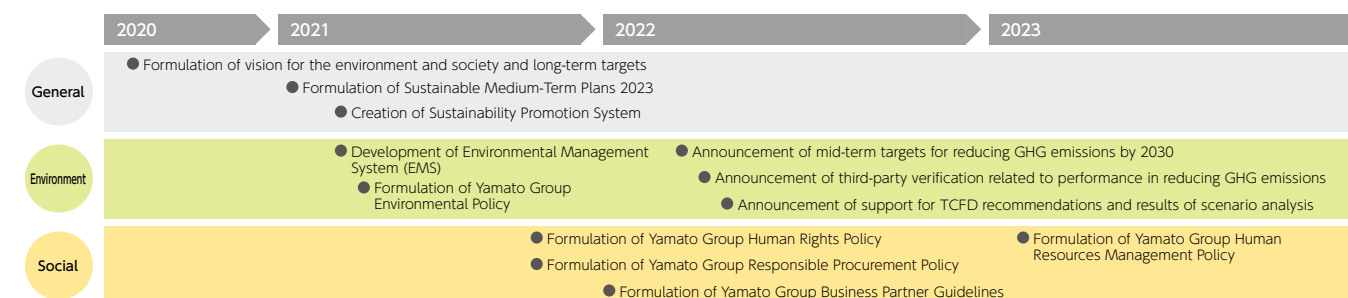 2020
2021
2022
2023
General
● Formulation of vision for the environment and society and long-term targets
● Formulation of Sustainable Medium-Term Plans 2023
● Creation of Sustainability Promotion System
Environment
● Development of Environmental Management
System (EMS)
● Formulation of Yamato Group
Environmental Policy
● Announcement of mid-term targets for reducing GHG emissions by 2030
● Announcement of third-party verification related to performance in reducing GHG emissions
● Announcement of support for TCFD recommendations and results of scenario analysis
Social
● Formulation of Yamato Group Human Rights Policy
● Formulation of Yamato Group Responsible Procurement Policy
● Formulation of Yamato Group Business Partner Guidelines
● Formulation of Yamato Group Human
Resources Management Policy